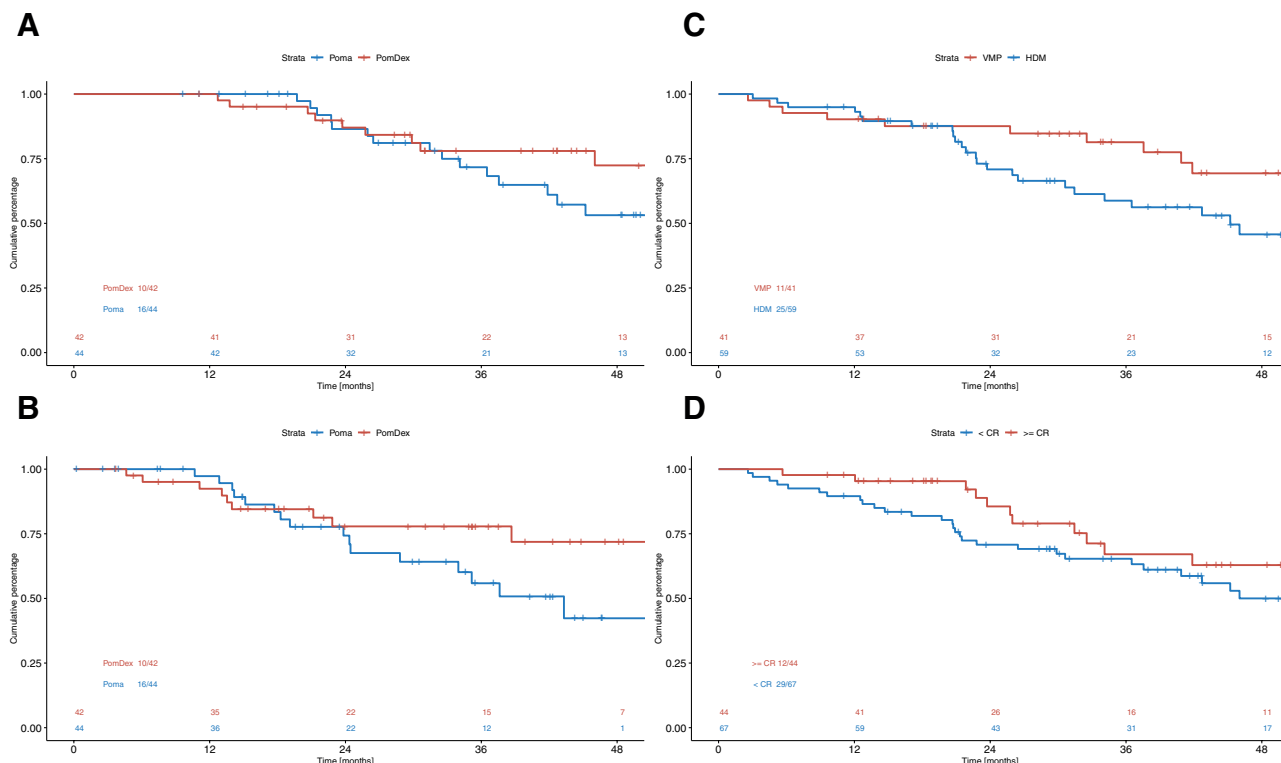 A
Strata Poma PomDex
1.00
0.75
0.50
0.25
0.00
Cumulative percentage
PomDex 10/42
Poma 16/44
42 41 31 22 13
44 42 32 21 13
0 12 24 36 48
Time [months]
B
Strata Poma PomDex
1.00
0.75
0.50
0.25
0.00
Cumulative percentage
PomDex 10/42
Poma 16/44
42 35 22 15 7
44 36 22 12 1
0 12 24 36 48
Time [months]
C
Strata VMP HDM
1.00
0.75
0.50
0.25
0.00
Cumulative percentage
VMP 11/41
HDM 25/59
41 37 31 21 15
59 53 32 23 12
0 12 24 36 48
Time [months]
D
Strata < CR >= CR
1.00
0.75
0.50
0.25
0.00
Cumulative percentage
>= CR 12/44
< CR 29/67
44 41 26 16 11
67 59 43 31 17
0 12 24 36 48
Time [months]